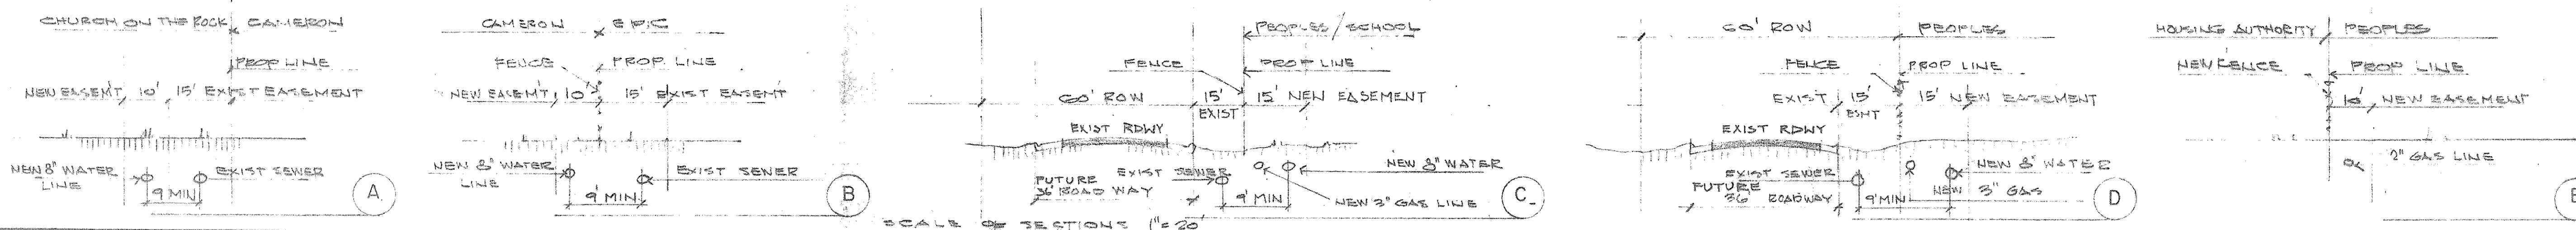 CHURCH ON THE ROCK CAMERON
PROP LINE
NEW EASEMT, 10' 15' EXIST EASEMENT
NEW 8" WATER LINE
EXIST SEWER
9' MIN
A
CAMERON EPIC
FENCE PROP. LINE
NEW EASEMT, 10' 15' EXIST EASEMT
NEW 8" WATER LINE
EXIST SEWER
9' MIN
B
PEOPLES/SCHOOL
FENCE PROP LINE
60' ROW 15' EXIST 15' NEW EASEMENT
EXIST RDWY
FUTURE 36' ROAD WAY
EXIST SEWER
NEW 8" WATER
9' MIN
NEW 3" GAS LINE
C
SCALE OF SECTIONS 1"=20'
60' ROW PEOPLES
FENCE PROP LINE
EXIST 15' ESMT 15' NEW EASEMENT
EXIST RDWY
EXIST SEWER
NEW 8" WATER
FUTURE 36' ROADWAY
9' MIN
NEW 3" GAS
D
HOUSING AUTHORITY PEOPLES
NEW FENCE PROP LINE
10' NEW EASEMENT
2" GAS LINE